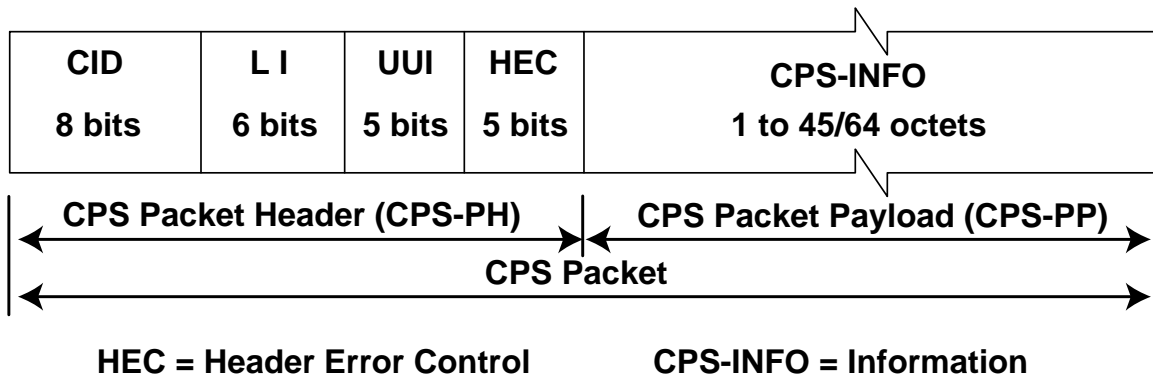 CID L I UUI HEC CPS-INFO
8 bits 6 bits 5 bits 5 bits 1 to 45/64 octets
CPS Packet Header (CPS-PH) CPS Packet Payload (CPS-PP)
CPS Packet
HEC = Header Error Control CPS-INFO = Information